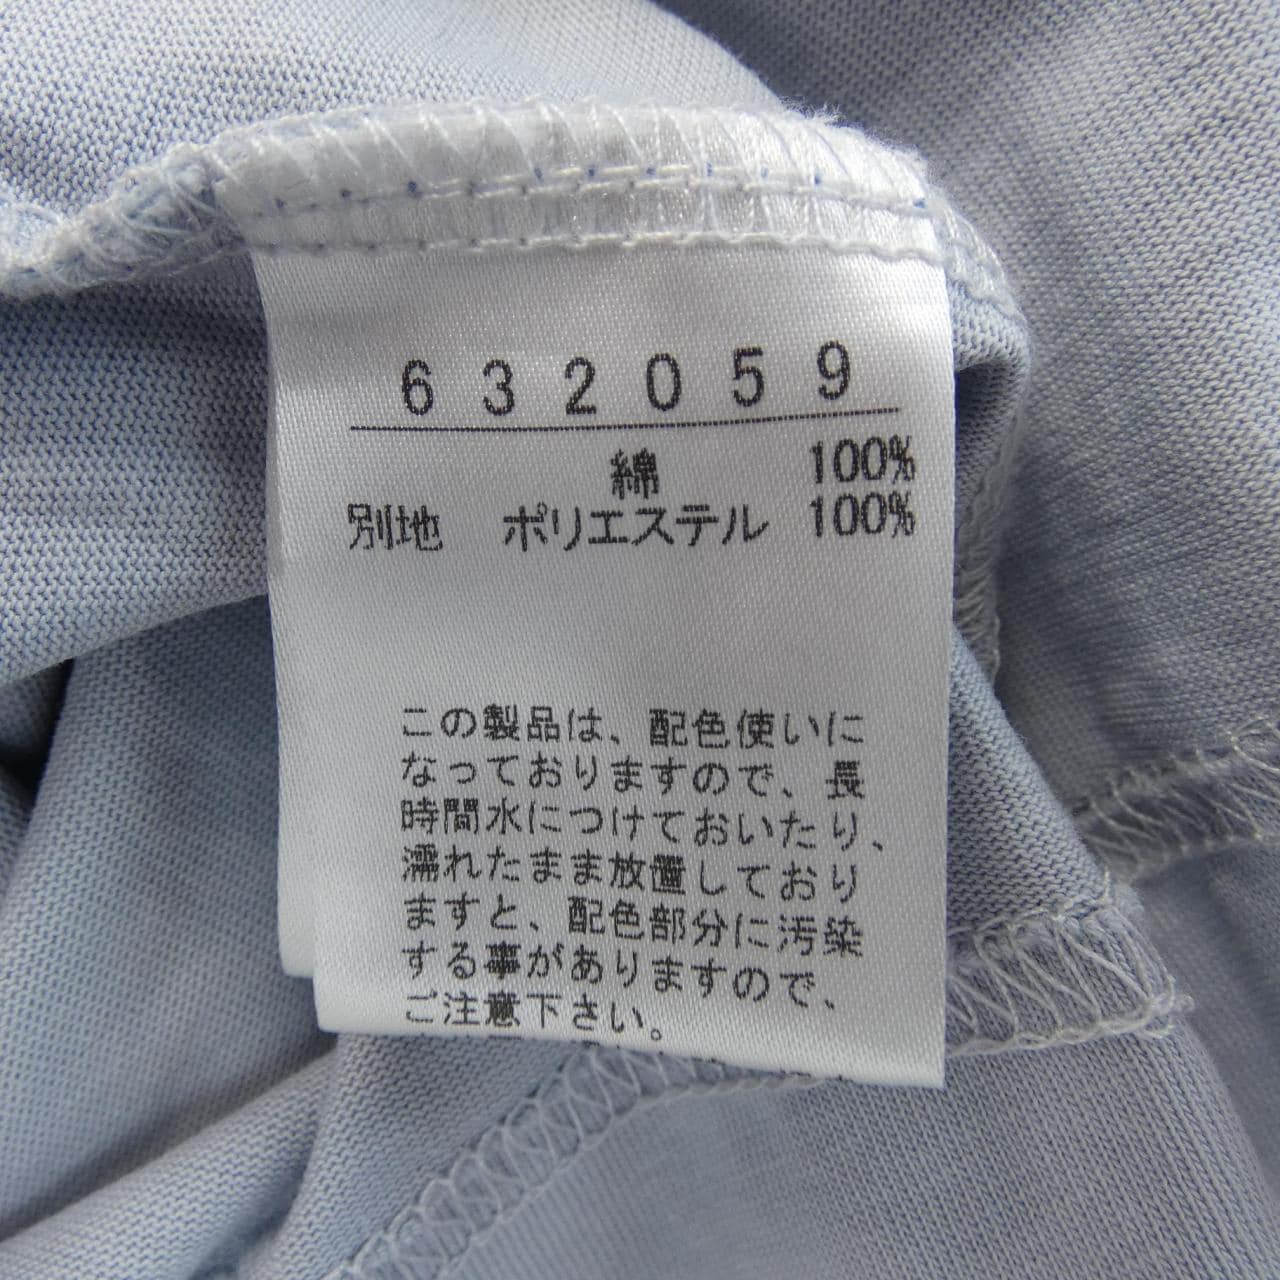 632059
綿 100%
別地 ポリエステル 100%
この製品は、配色使いに
なっておりますので、長
時間水につけておいたり、
濡れたまま放置しており
ますと、配色部分に汚染
する事がありますので、
ご注意下さい。